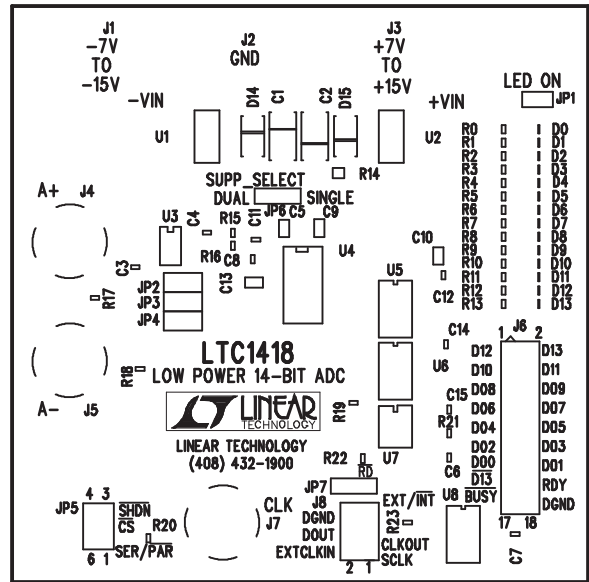 J1
-7V
TO
-15V
J2
GND
J3
+7V
TO
+15V
LED ON
JP1
-VIN
D14
C1
C2
D15
+VIN
U1
U2
R14
R0 D0
R1 D1
R2 D2
R3 D3
R4 D4
R5 D5
R6 D6
R7 D7
R8 D8
R9 D9
R10 D10
R11 D11
R12 D12
R13 D13
SUPP_SELECT
DUAL SINGLE
JP6
A+
J4
U3
C4
R15
C11
C5
C9
R16
C8
U4
C10
C3
C13
U5
C12
R17
JP2
JP3
JP4
C14
1 J6 2
LTC1418
LOW POWER 14-BIT ADC
R18
U6
D12 D13
D10 D11
D08 D09
D06 D07
D04 D05
D02 D03
D00 D01
D13 RDY
BUSY DGND
17 18
A-
J5
LINEAR
TECHNOLOGY
R19
C15
R21
LINEAR TECHNOLOGY
(408) 432-1900
U7
R22
RD
C6
JP7
U8
4 3
JP5
SHDN
CS
R20
6 1
SER/PAR
CLK
J7
J8
EXT/INT
DGND
DOUT
EXTCLKIN
R23
CLKOUT
SCLK
2 1
C7